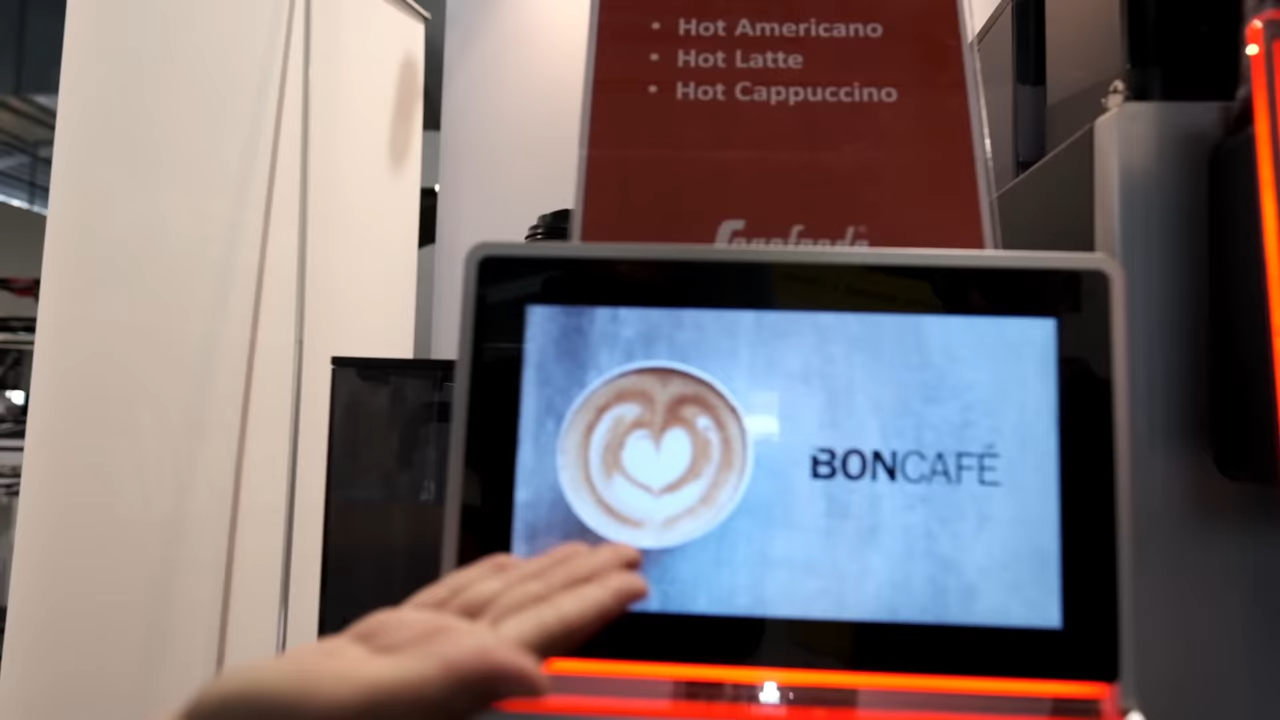 • Hot Americano
• Hot Latte
• Hot Cappuccino
BONCAFÉ